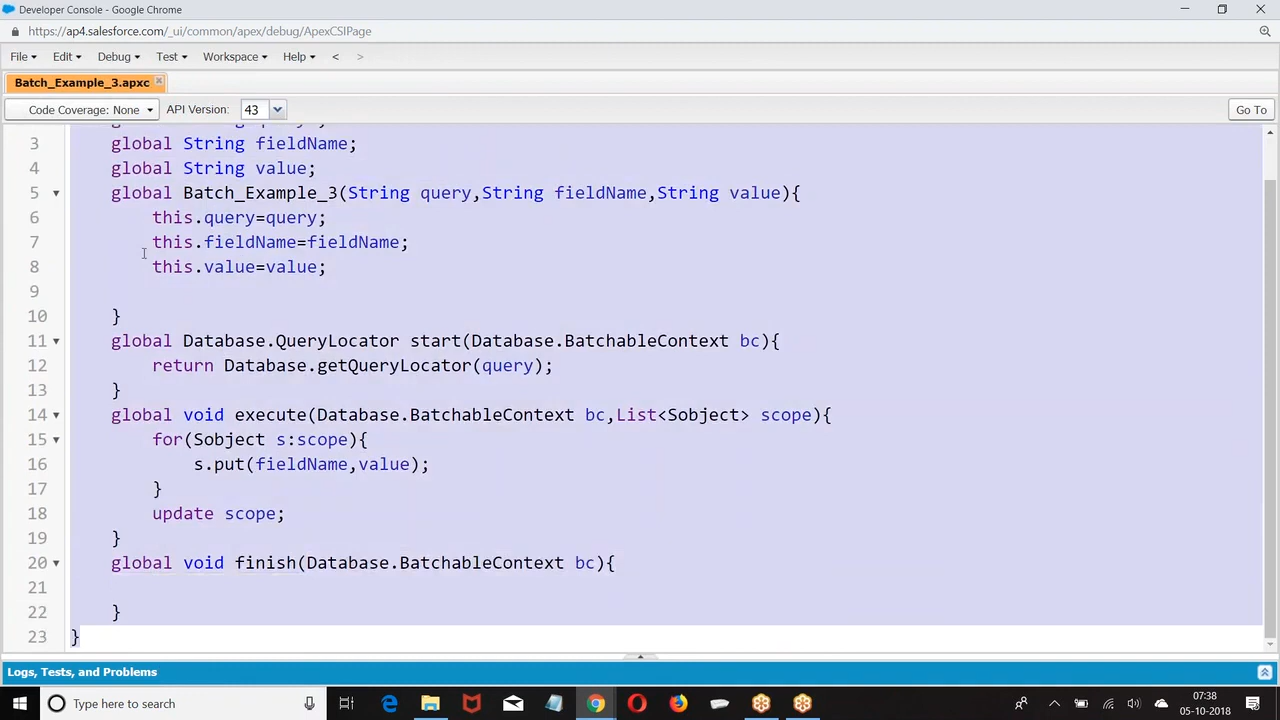 Developer Console - Google Chrome
https://ap4.salesforce.com/_ui/common/apex/debug/ApexCSIPage
File Edit Debug Test Workspace Help < >
Batch_Example_3.apxc
Code Coverage: None API Version: 43 Go To
3 global String fieldName;
4 global String value;
5 global Batch_Example_3(String query,String fieldName,String value){
6 this.query=query;
7 this.fieldName=fieldName;
8 this.value=value;
9
10 }
11 global Database.QueryLocator start(Database.BatchableContext bc){
12 return Database.getQueryLocator(query);
13 }
14 global void execute(Database.BatchableContext bc,List<Sobject> scope){
15 for(Sobject s:scope){
16 s.put(fieldName,value);
17 }
18 update scope;
19 }
20 global void finish(Database.BatchableContext bc){
21
22 }
23 }
Logs, Tests, and Problems
Type here to search
07:38
05-10-2018